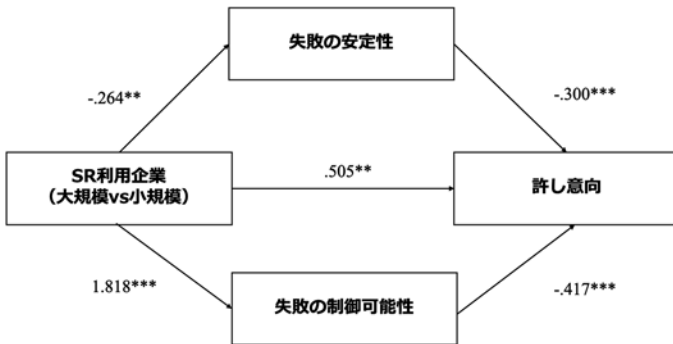 失敗の安定性
-.264**
-.300***
SR利用企業
（大規模vs小規模）
.505**
許し意向
1.818***
失敗の制御可能性
-.417***